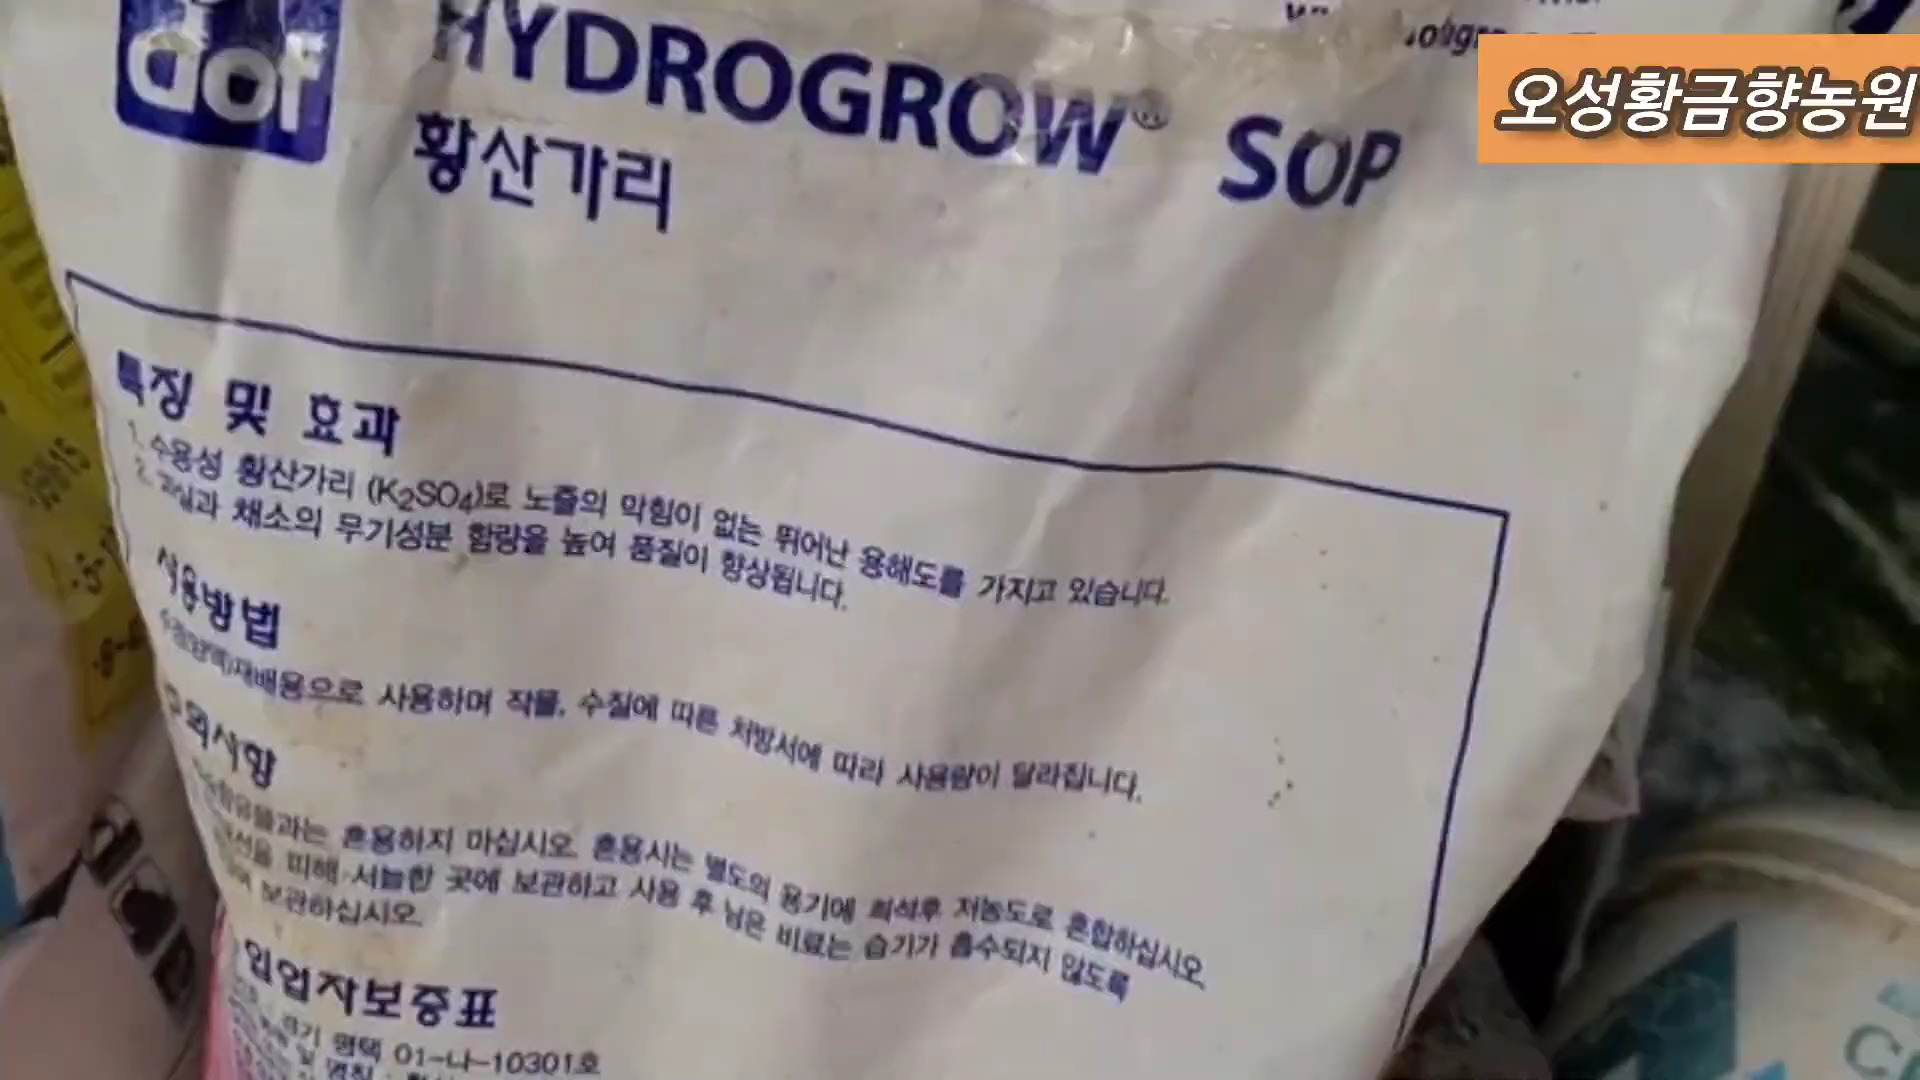 dof
HYDROGROW® SOP
황산가리
오성황금향농원
특징 및 효과
1. 수용성 황산가리 (K₂SO₄)로 노즐의 막힘이 없는 뛰어난 용해도를 가지고 있습니다.
2. 과실과 채소의 무기성분 함량을 높여 품질이 향상됩니다.
사용방법
재배용으로 사용하며 작물, 수질에 따른 처방서에 따라 사용량이 달라집니다.
주의사항
혼용하지 마십시오. 혼용시는 별도의 용기에 희석후 저농도로 혼합하십시오.
피해 서늘한 곳에 보관하고 사용 후 남은 비료는 습기가 흡수되지 않도록
보관하십시오.
입업자보증표
경기 평택 01-나-10301호